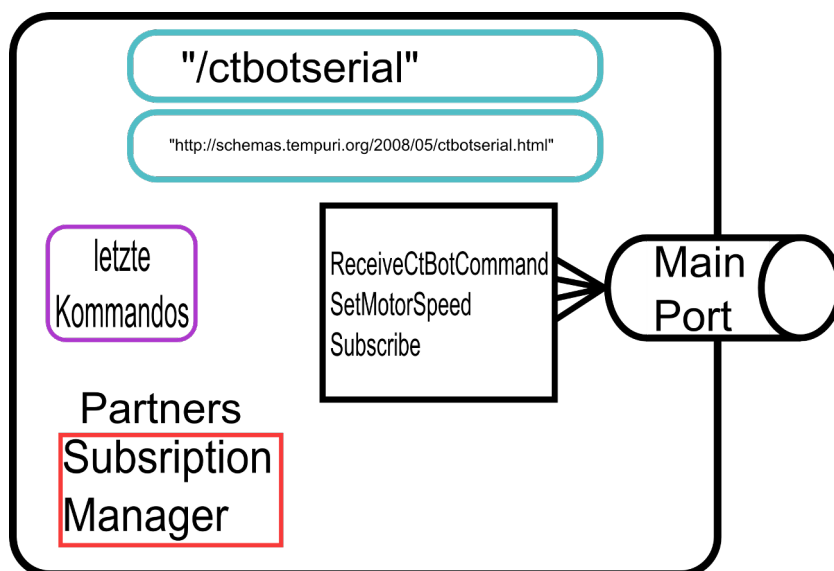 "/ctbotserial"
"http://schemas.tempuri.org/2008/05/ctbotserial.html"
letzte
Kommandos
ReceiveCtBotCommand
SetMotorSpeed
Subscribe
Main
Port
Partners
Subsription
Manager